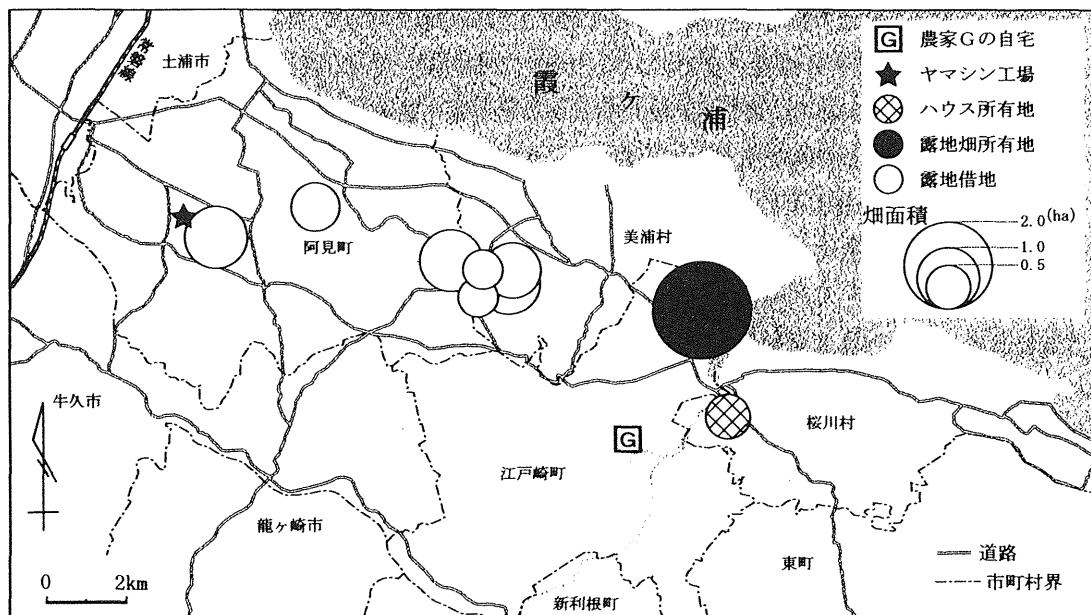 常磐線
土浦市
霞ヶ浦
阿見町
美浦村
牛久市
江戸崎町
桜川村
龍ヶ崎市
東町
新利根町
G
0 2km
G 農家Gの自宅
ヤマシン工場
ハウス所有地
露地畑所有地
露地借地
畑面積
2.0(ha)
1.0
0.5
道路
市町村界